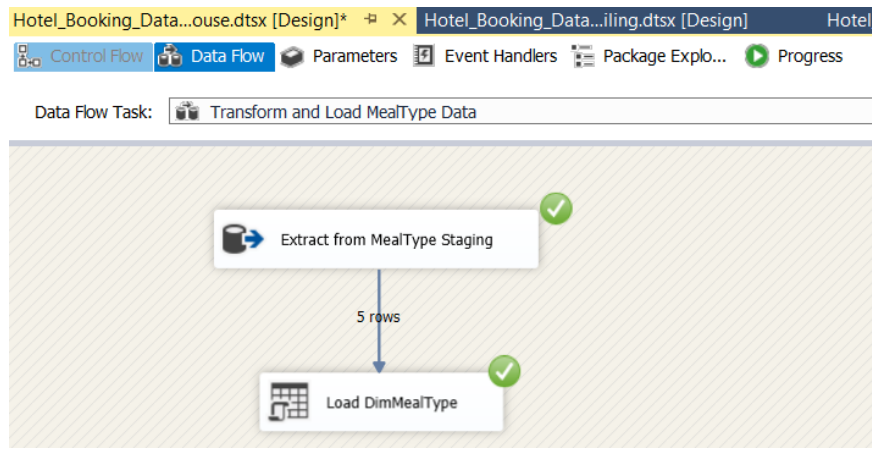 Hotel_Booking_Data...ouse.dtsx [Design]* Hotel_Booking_Data...iling.dtsx [Design] Hotel
Control Flow Data Flow Parameters Event Handlers Package Explo... Progress
Data Flow Task: Transform and Load MealType Data
Extract from MealType Staging
5 rows
Load DimMealType